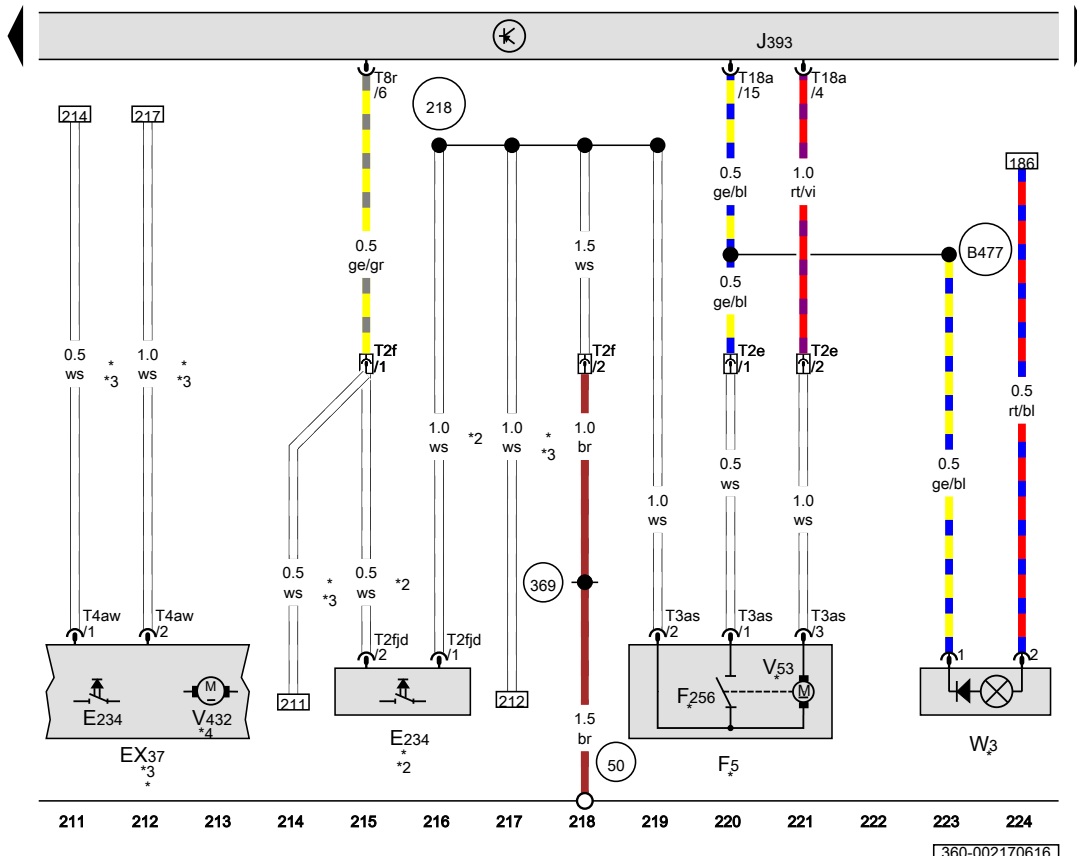 J393
T8r
/6
T18a
/15
T18a
/4
214
217
218
186
0.5
ge/bl
1.0
rt/vi
0.5
ge/gr
1.5
ws
B477
0.5
ge/bl
T2f
/1
T2f
/2
T2e
/1
T2e
/2
0.5
ws
*
*3
1.0
ws
*
*3
0.5
rt/bl
1.0
ws
*2
1.0
ws
*
*3
1.0
br
0.5
ws
0.5
ge/bl
1.0
ws
1.0
ws
0.5
ws
*
*3
0.5
ws
*2
369
T4aw
/1
T4aw
/2
T2fjd
/2
T2fjd
/1
T3as
/2
T3as
/1
T3as
/3
1
2
E234
M
V432
*4
211
212
F256
*
V53
*
M
EX37
*3
*
E234
*
*2
1.5
br
50
F5
*
W3
*
211 212 213 214 215 216 217 218 219 220 221 222 223 224
360-002170616